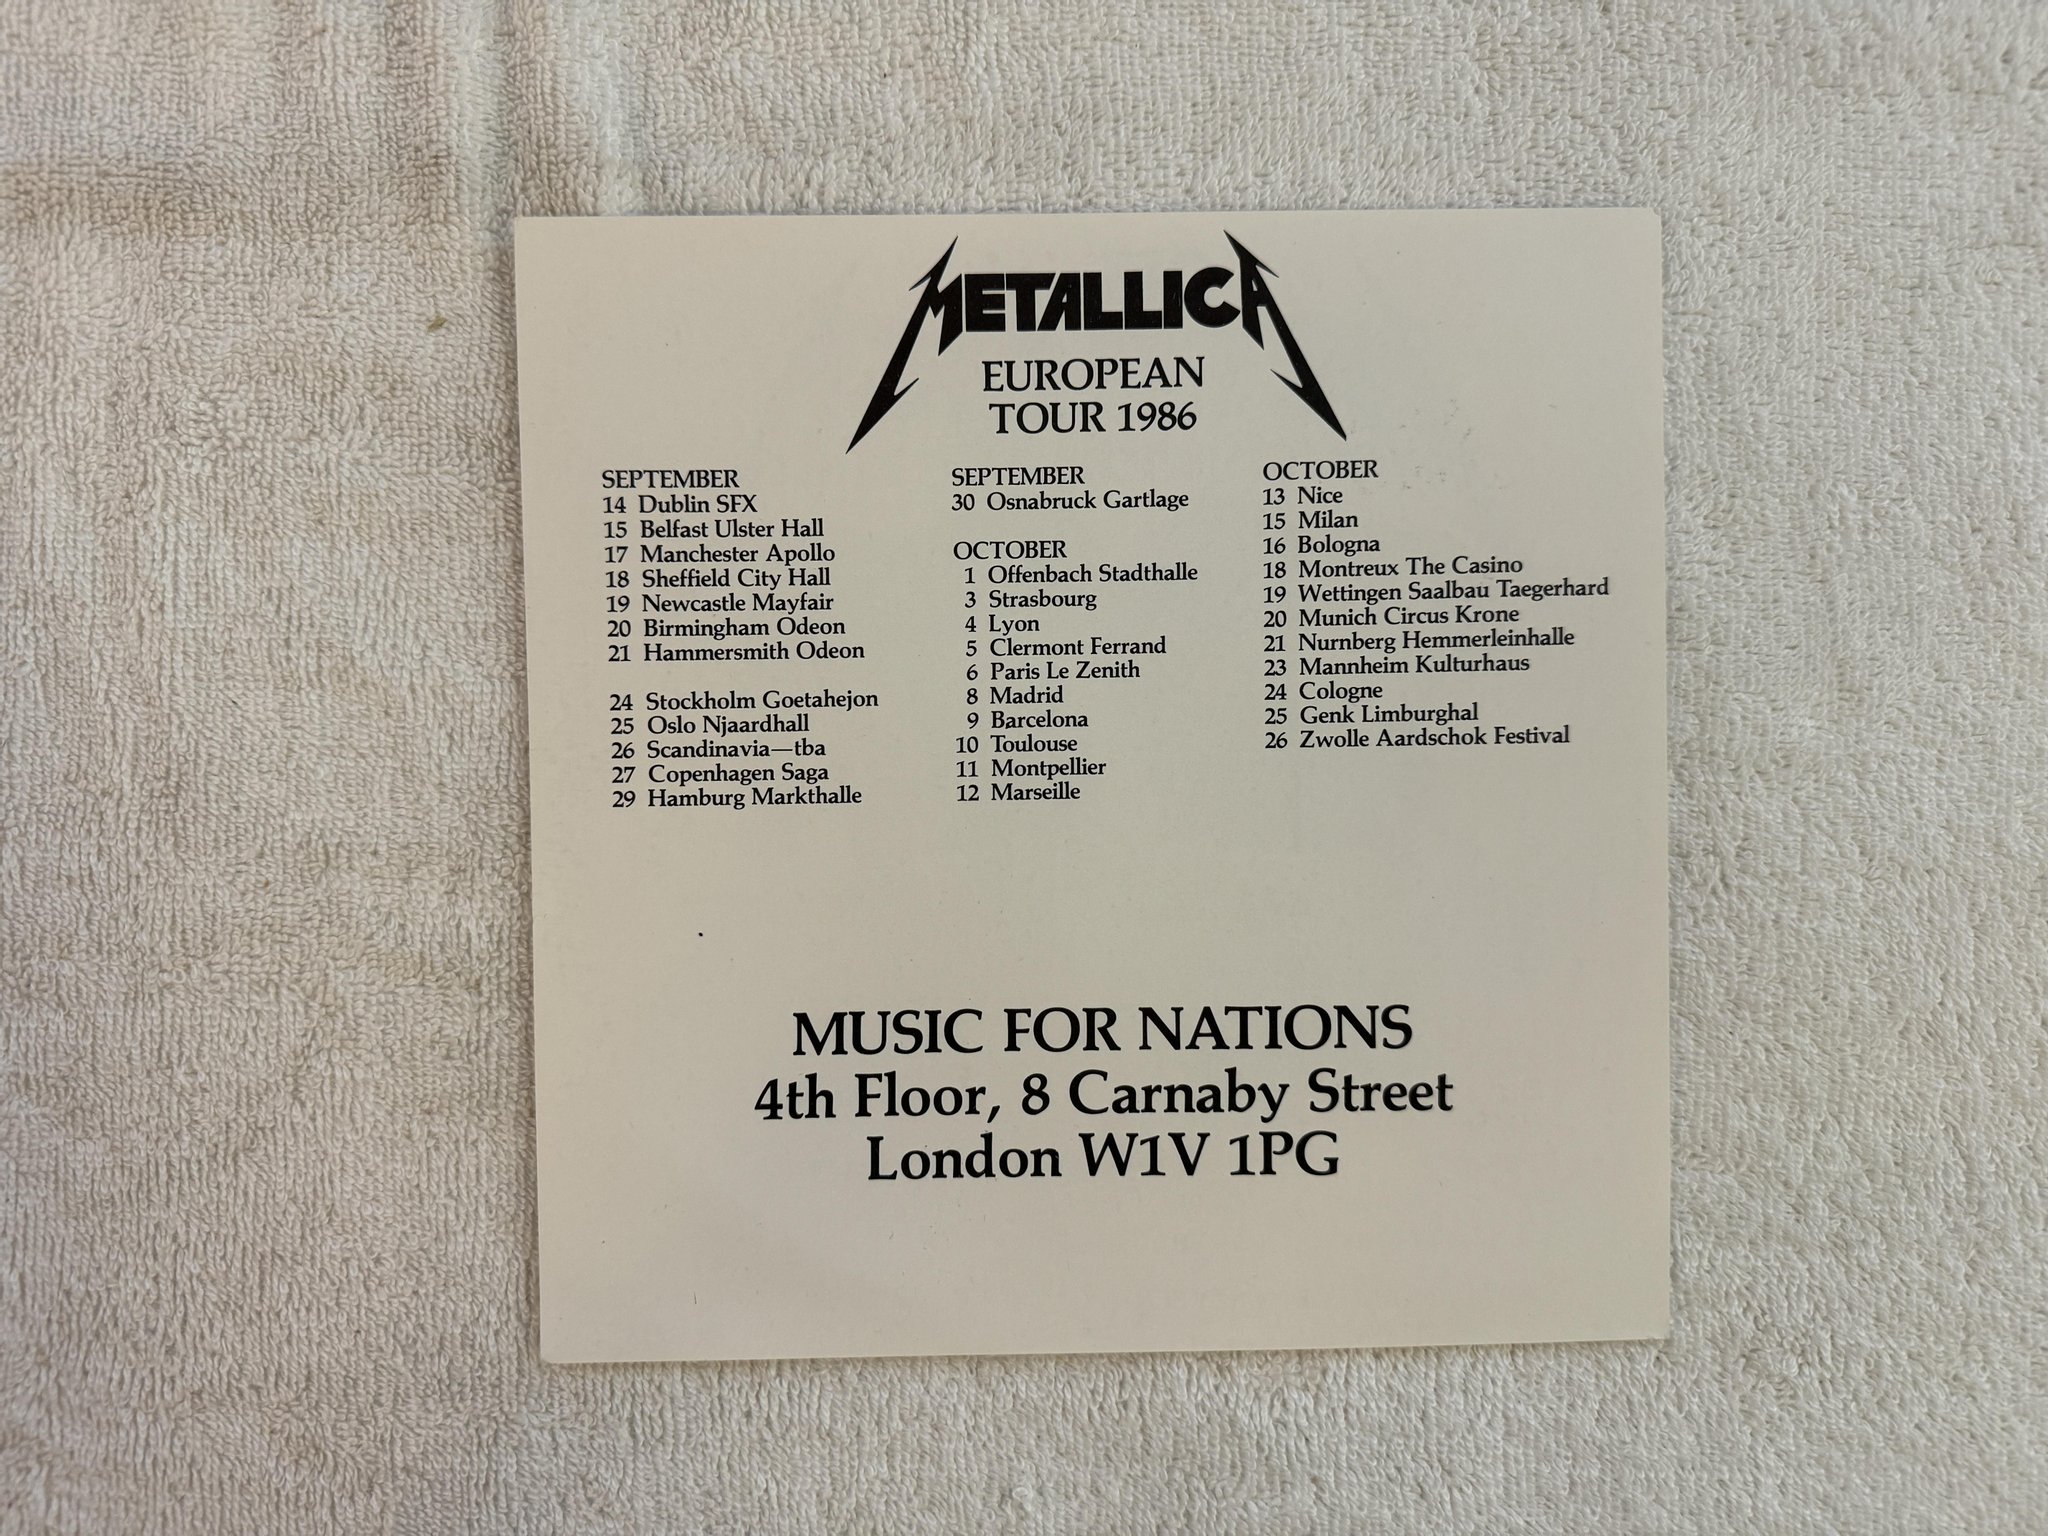 METALLICA
EUROPEAN
TOUR 1986
SEPTEMBER
14 Dublin SFX
15 Belfast Ulster Hall
17 Manchester Apollo
18 Sheffield City Hall
19 Newcastle Mayfair
20 Birmingham Odeon
21 Hammersmith Odeon
24 Stockholm Goetahejon
25 Oslo Njaardhall
26 Scandinavia—tba
27 Copenhagen Saga
29 Hamburg Markthalle
SEPTEMBER
30 Osnabruck Gartlage
OCTOBER
1 Offenbach Stadthalle
3 Strasbourg
4 Lyon
5 Clermont Ferrand
6 Paris Le Zenith
8 Madrid
9 Barcelona
10 Toulouse
11 Montpellier
12 Marseille
OCTOBER
13 Nice
15 Milan
16 Bologna
18 Montreux The Casino
19 Wettingen Saalbau Taegerhard
20 Munich Circus Krone
21 Nurnberg Hemmerleinhalle
23 Mannheim Kulturhaus
24 Cologne
25 Genk Limburghal
26 Zwolle Aardschok Festival
MUSIC FOR NATIONS
4th Floor, 8 Carnaby Street
London W1V 1PG